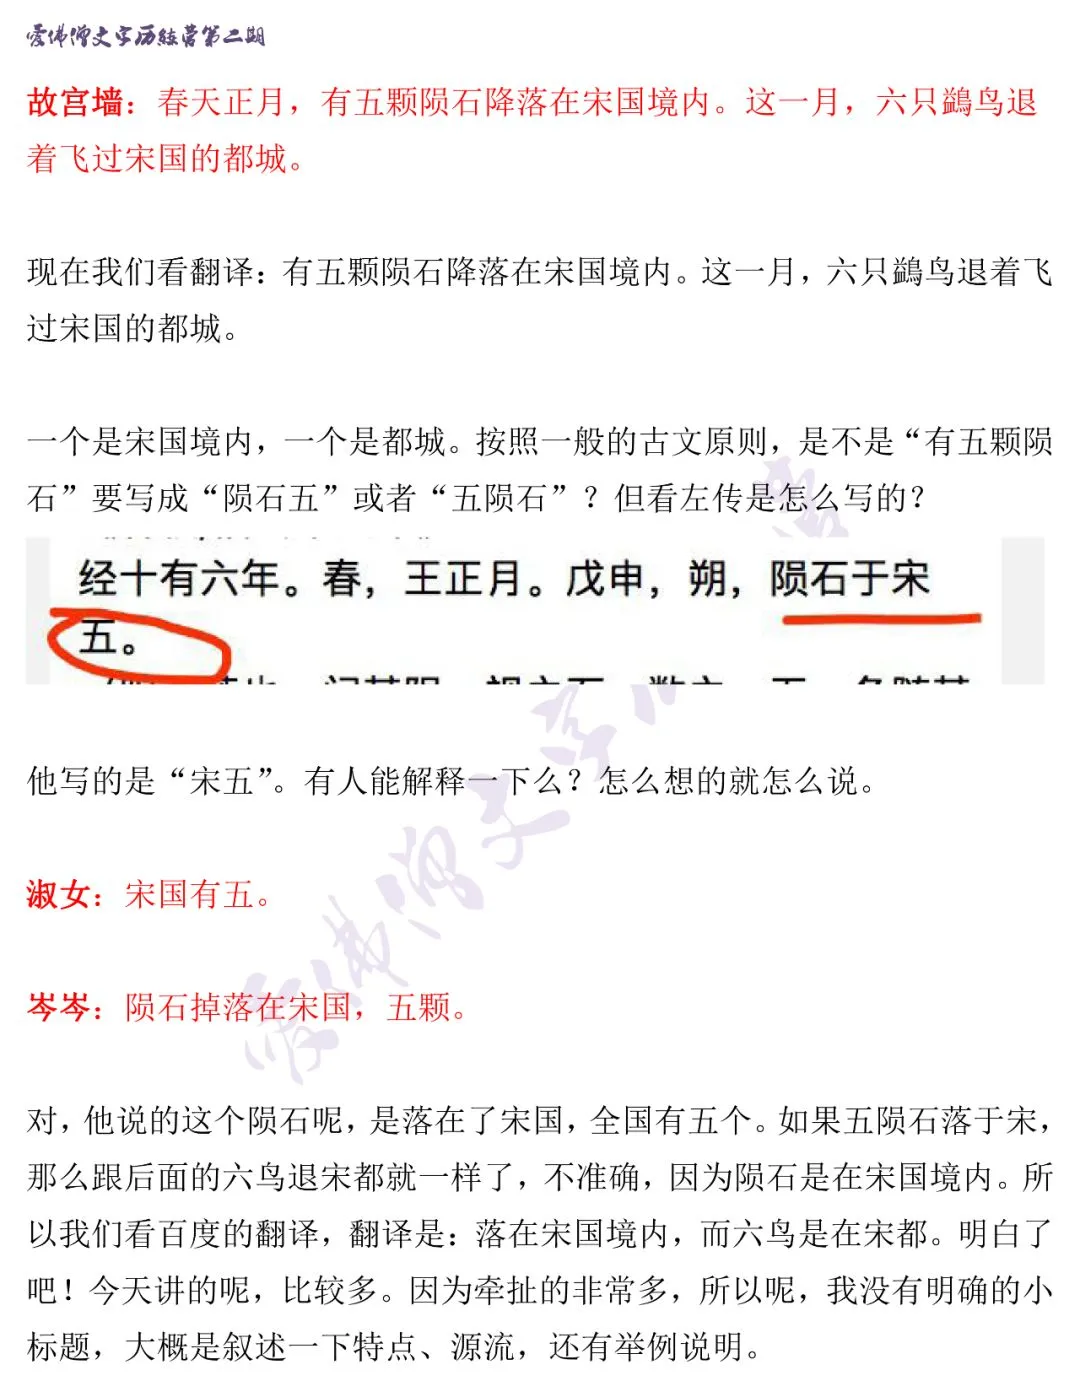 爱佛僧文字历练营第二期
故宫墙：春天正月，有五颗陨石降落在宋国境内。这一月，六只鷁鸟退
着飞过宋国的都城。
现在我们看翻译：有五颗陨石降落在宋国境内。这一月，六只鷁鸟退着飞
过宋国的都城。
一个是宋国境内，一个是都城。按照一般的古文原则，是不是“有五颗陨
石”要写成“陨石五”或者“五陨石”？但看左传是怎么写的？
经十有六年。春，王正月。戊申，朔，陨石于宋
五。
他写的是“宋五”。有人能解释一下么？怎么想的就怎么说。
淑女：宋国有五。
岑岑：陨石掉落在宋国，五颗。
对，他说的这个陨石呢，是落在了宋国，全国有五个。如果五陨石落于宋，
那么跟后面的六鸟退宋都就一样了，不准确，因为陨石是在宋国境内。所
以我们看百度的翻译，翻译是：落在宋国境内，而六鸟是在宋都。明白了
吧！今天讲的呢，比较多。因为牵扯的非常多，所以呢，我没有明确的小
标题，大概是叙述一下特点、源流，还有举例说明。